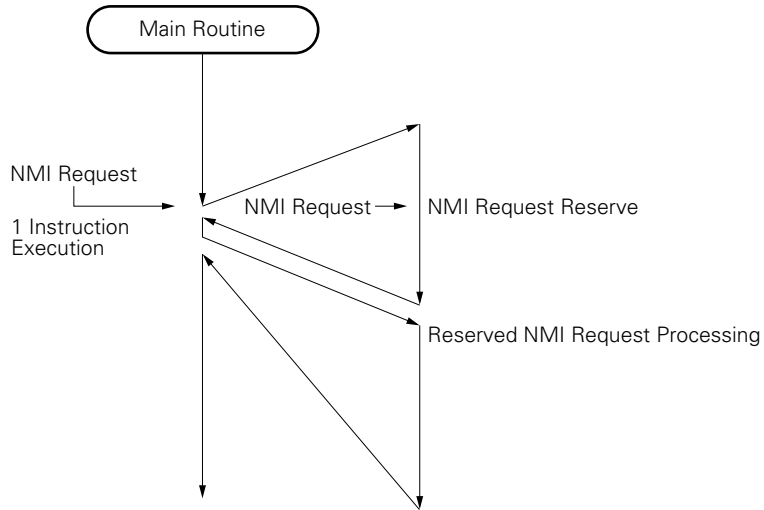 Main Routine
NMI Request
1 Instruction
Execution
NMI Request
NMI Request Reserve
Reserved NMI Request Processing